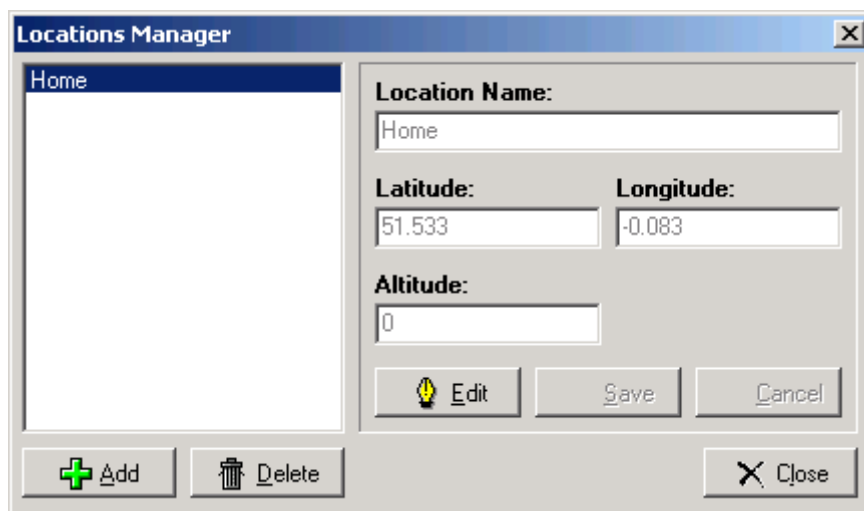 Locations Manager
Home
Location Name:
Home
Latitude: Longitude:
51.533 -0.083
Altitude:
0
Edit Save Cancel
Add Delete Close